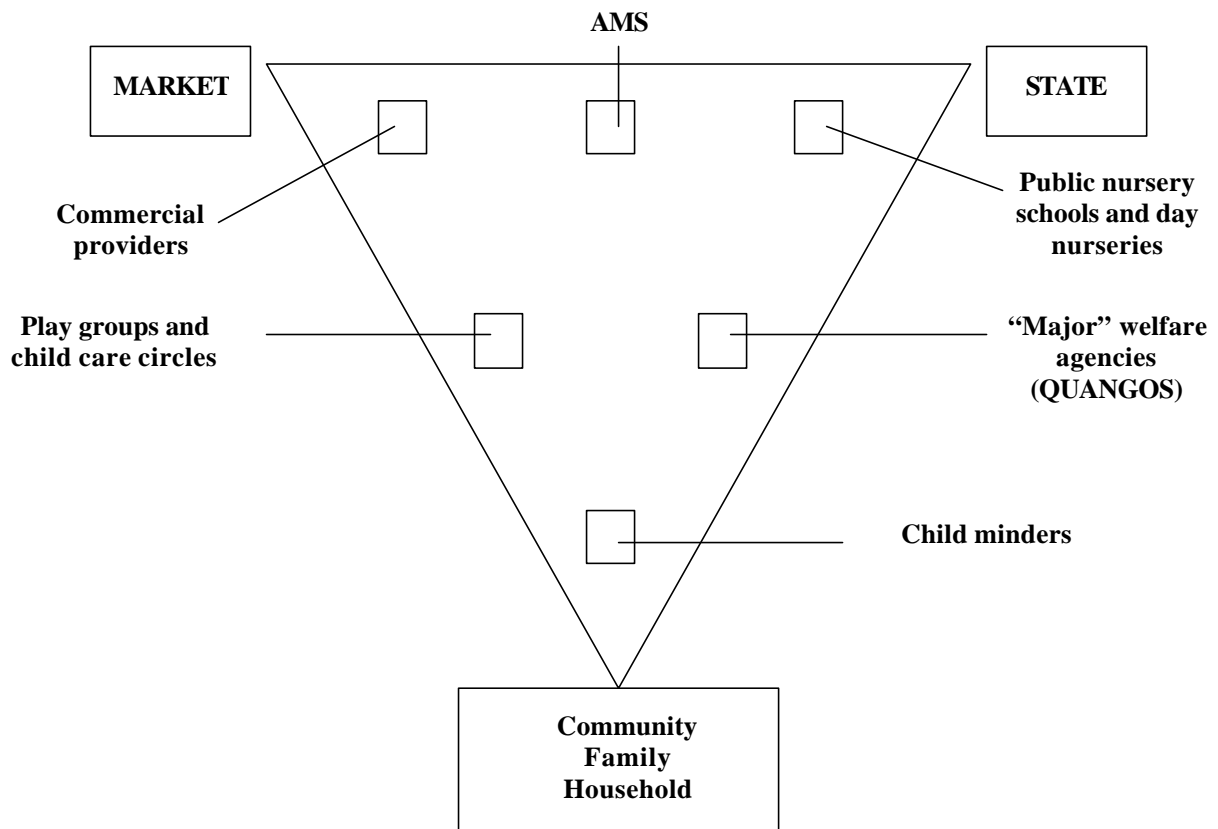 AMS
MARKET
STATE
Commercial
providers
Public nursery
schools and day
nurseries
Play groups and
child care circles
“Major” welfare
agencies
(QUANGOS)
Child minders
Community
Family
Household